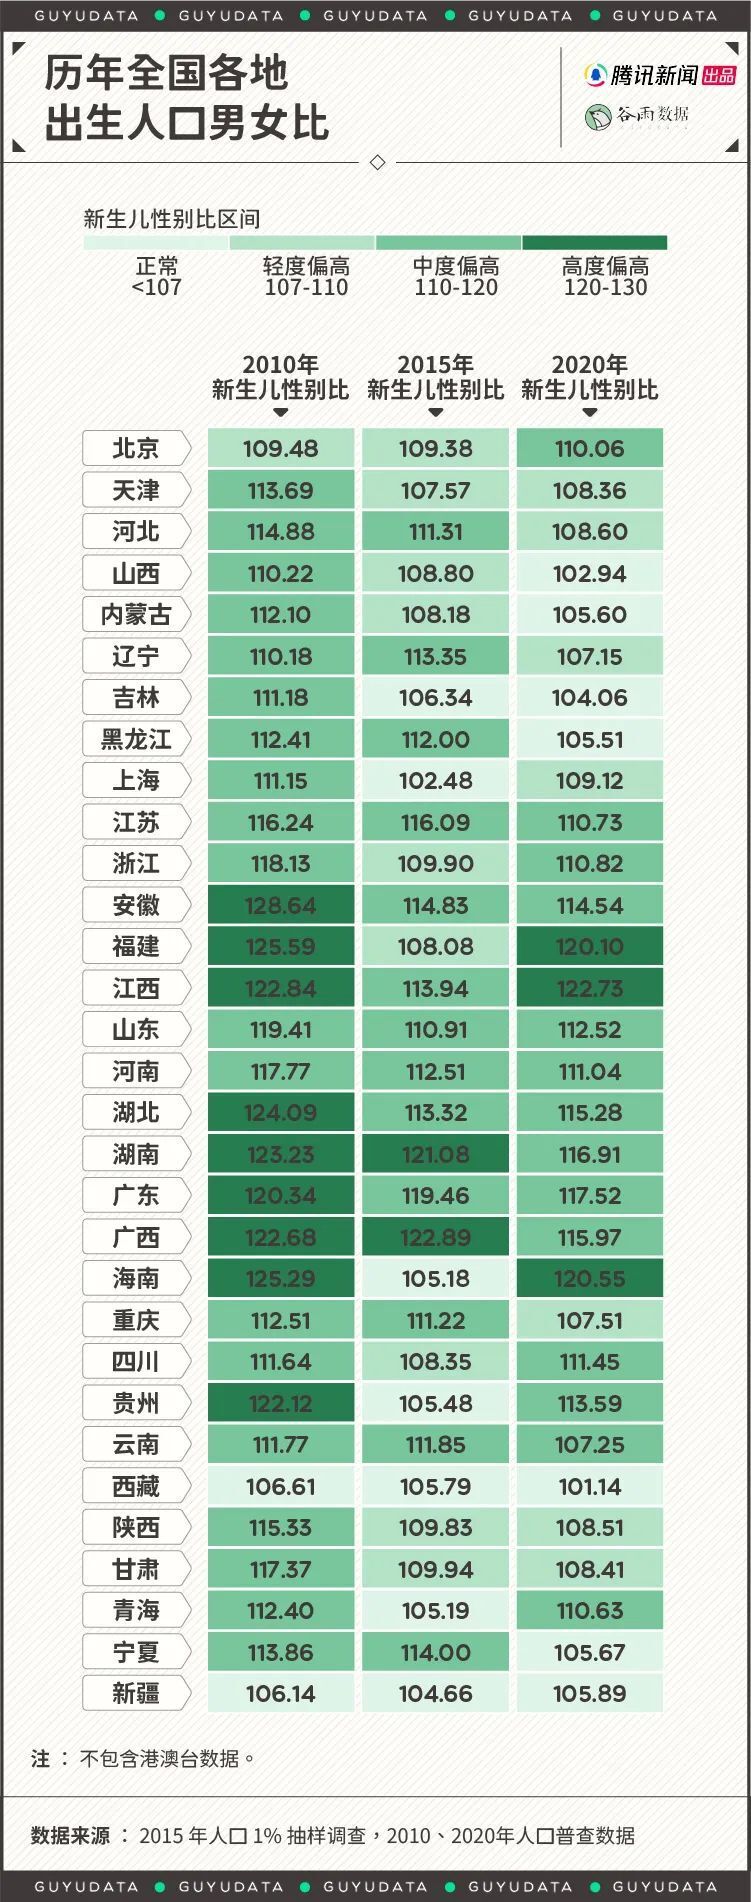 GUYUDATA GUYUDATA GUYUDATA GUYUDATA GUYUDATA
历年全国各地
出生人口男女比
腾讯新闻 出品
谷雨数据
新生儿性别比区间
正常 轻度偏高 中度偏高 高度偏高
<107 107-110 110-120 120-130
2010年 2015年 2020年
新生儿性别比 新生儿性别比 新生儿性别比
北京 109.48 109.38 110.06
天津 113.69 107.57 108.36
河北 114.88 111.31 108.60
山西 110.22 108.80 102.94
内蒙古 112.10 108.18 105.60
辽宁 110.18 113.35 107.15
吉林 111.18 106.34 104.06
黑龙江 112.41 112.00 105.51
上海 111.15 102.48 109.12
江苏 116.24 116.09 110.73
浙江 118.13 109.90 110.82
安徽 128.64 114.83 114.54
福建 125.59 108.08 120.10
江西 122.84 113.94 122.73
山东 119.41 110.91 112.52
河南 117.77 112.51 111.04
湖北 124.09 113.32 115.28
湖南 123.23 121.08 116.91
广东 120.34 119.46 117.52
广西 122.68 122.89 115.97
海南 125.29 105.18 120.55
重庆 112.51 111.22 107.51
四川 111.64 108.35 111.45
贵州 122.12 105.48 113.59
云南 111.77 111.85 107.25
西藏 106.61 105.79 101.14
陕西 115.33 109.83 108.51
甘肃 117.37 109.94 108.41
青海 112.40 105.19 110.63
宁夏 113.86 114.00 105.67
新疆 106.14 104.66 105.89
注：不包含港澳台数据。
数据来源：2015 年人口 1% 抽样调查，2010、2020年人口普查数据
GUYUDATA GUYUDATA GUYUDATA GUYUDATA GUYUDATA